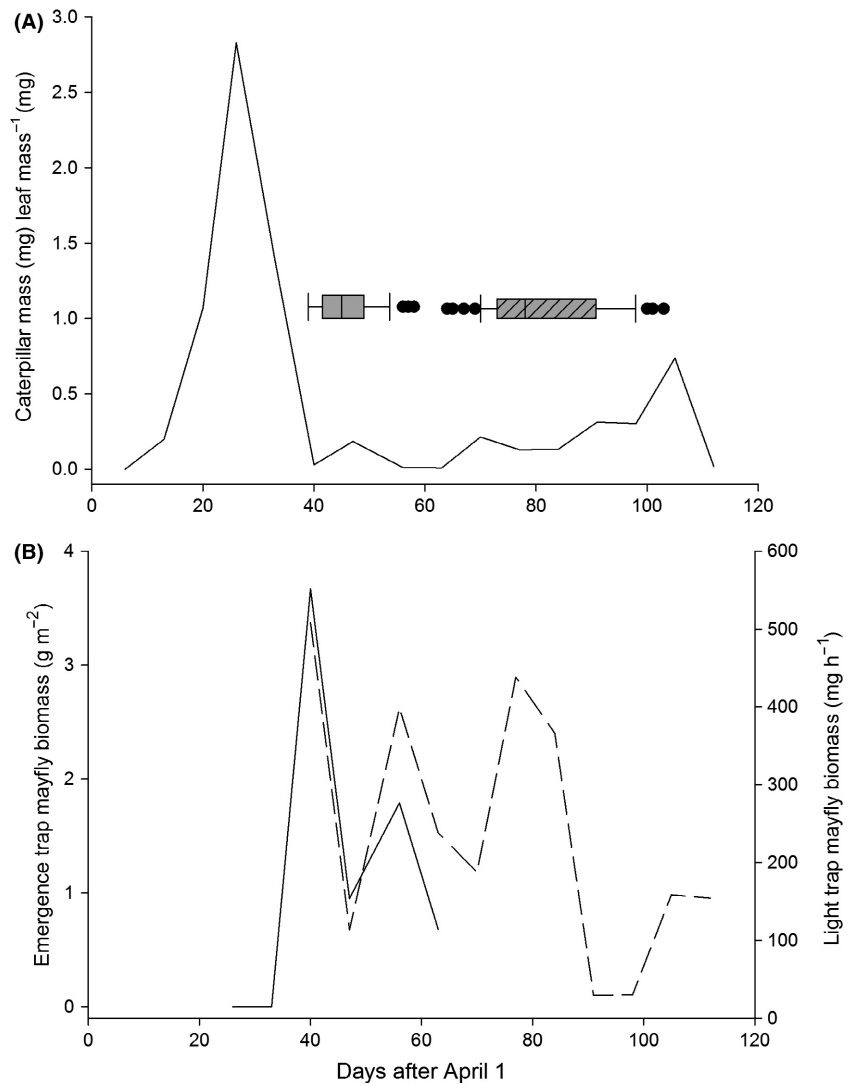 (A)
Caterpillar mass (mg) leaf mass⁻¹ (mg)
3.0
2.5
2.0
1.5
1.0
0.5
0.0
0 20 40 60 80 100 120
(B)
Emergence trap mayfly biomass (g m⁻²)
4
3
2
1
0
600
500
400
300
200
100
0
Light trap mayfly biomass (mg h⁻¹)
0 20 40 60 80 100 120
Days after April 1